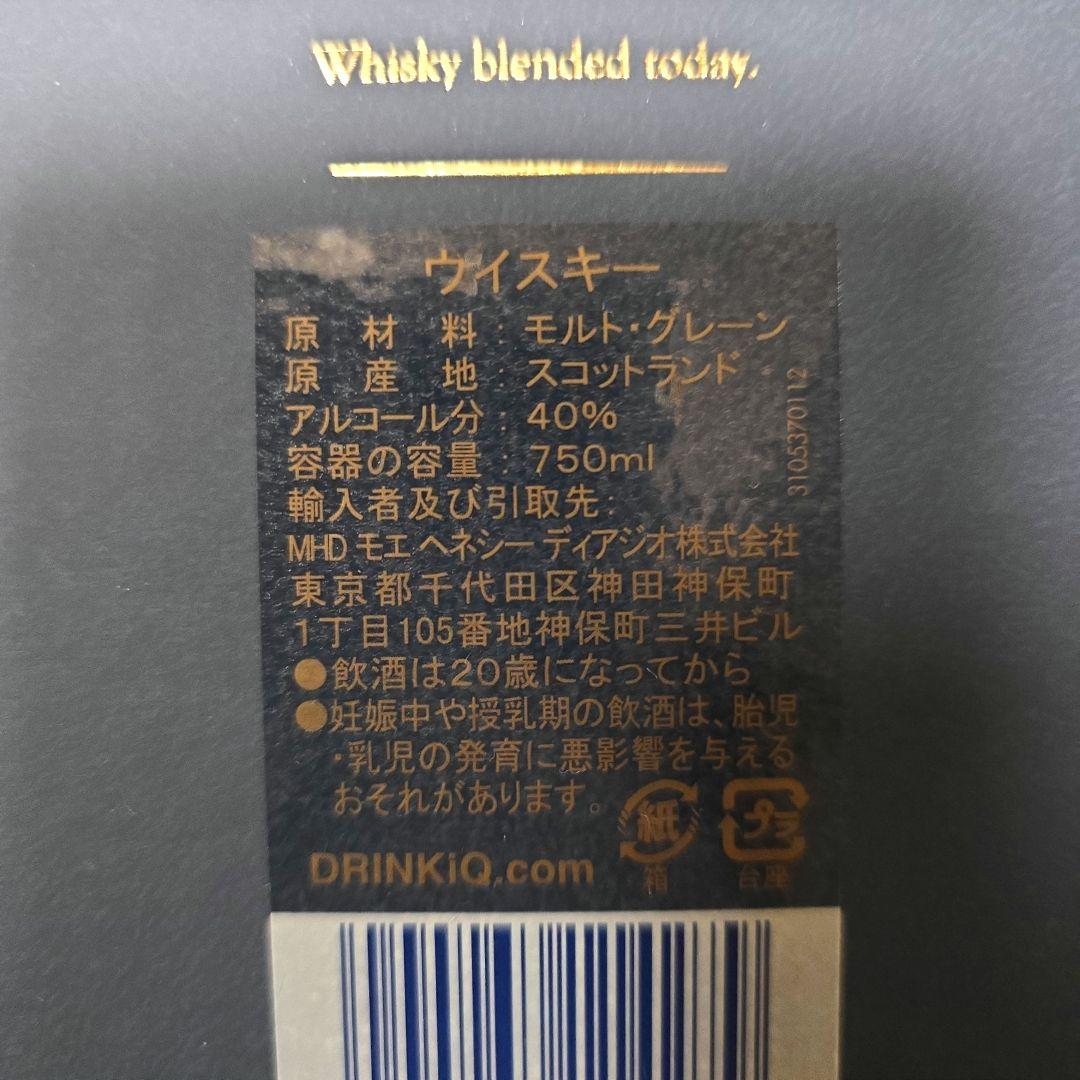 Whisky blended today.
ウイスキー
原材料：モルト・グレーン
原産地：スコットランド
アルコール分：40%
容器の容量：750ml
輸入者及び引取先：
MHD モエ ヘネシー ディアジオ株式会社
東京都千代田区神田神保町
1丁目105番地神保町三井ビル
●飲酒は20歳になってから
●妊娠中や授乳期の飲酒は、胎児
・乳児の発育に悪影響を与える
おそれがあります。
紙 プラ
DRINKiQ.com
箱 台座
3105370112